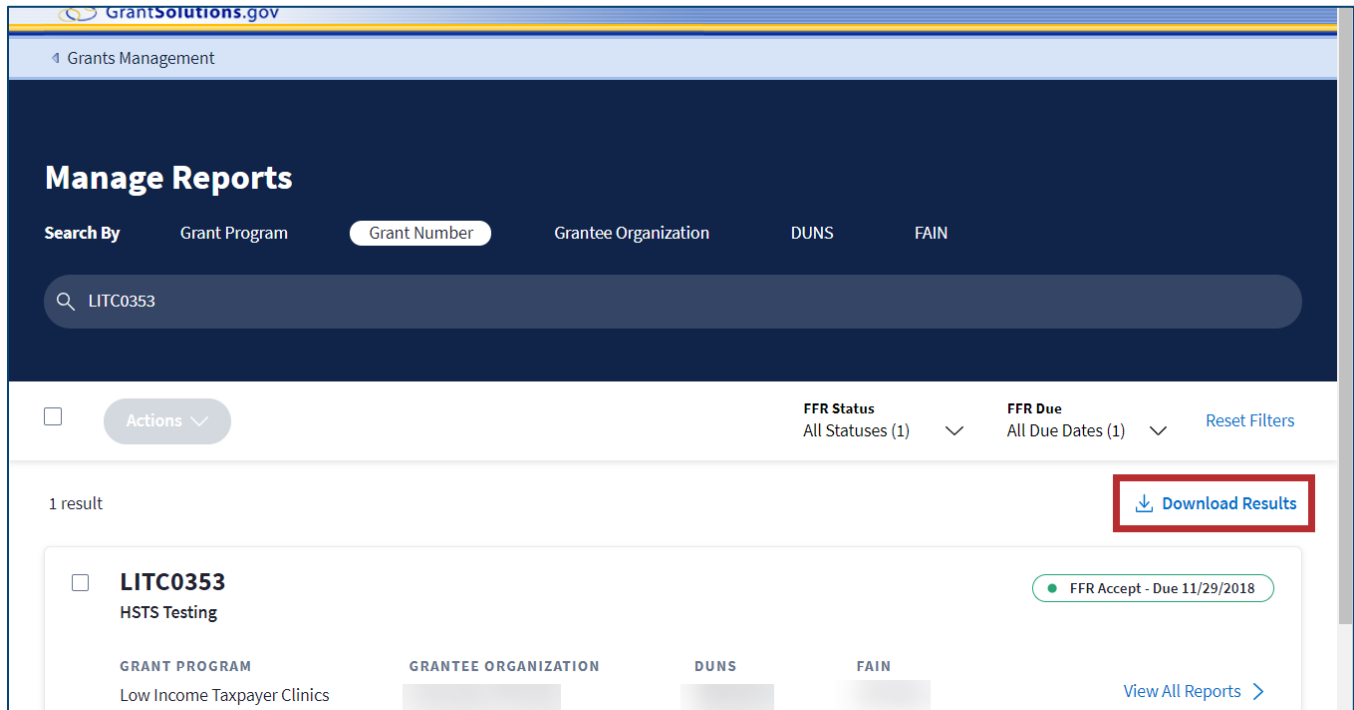 GrantSolutions.gov
Grants Management
Manage Reports
Search By Grant Program Grant Number Grantee Organization DUNS FAIN
LITC0353
Actions
FFR Status
All Statuses (1)
FFR Due
All Due Dates (1)
Reset Filters
1 result
Download Results
LITC0353
HSTS Testing
FFR Accept - Due 11/29/2018
GRANT PROGRAM GRANTEE ORGANIZATION DUNS FAIN
Low Income Taxpayer Clinics
View All Reports